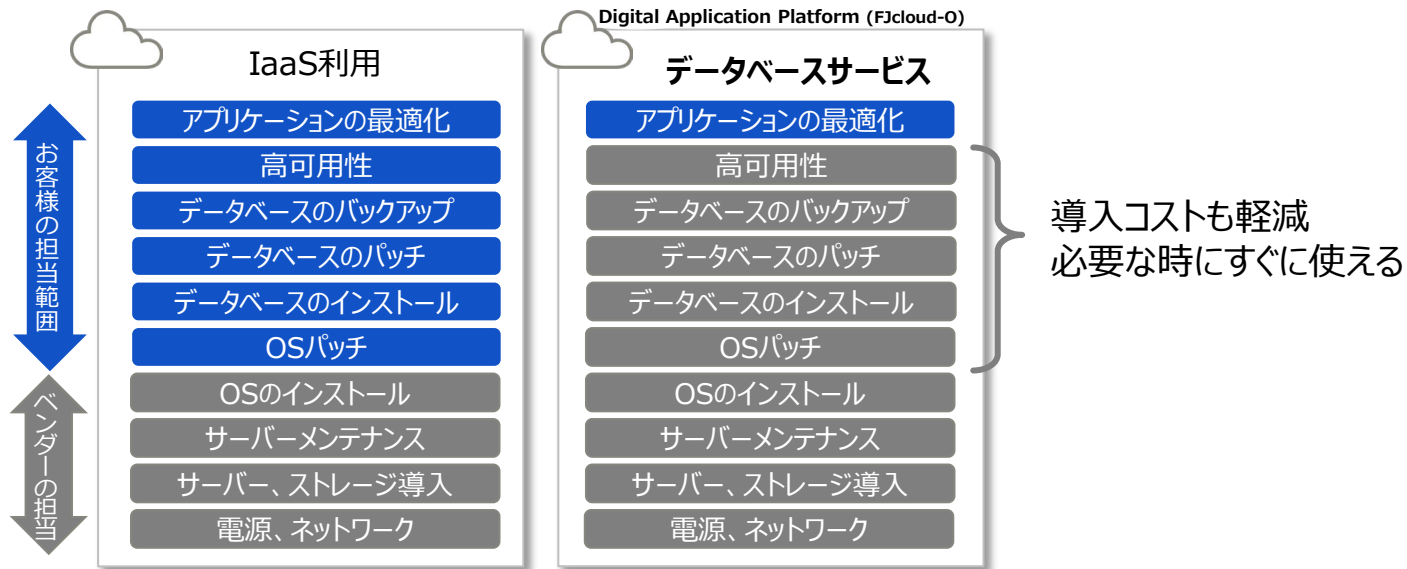 Digital Application Platform (FJcloud-O)
IaaS利用
データベースサービス
お客様の担当範囲
ベンダーの担当
アプリケーションの最適化
高可用性
データベースのバックアップ
データベースのパッチ
データベースのインストール
OSパッチ
OSのインストール
サーバーメンテナンス
サーバー、ストレージ導入
電源、ネットワーク
アプリケーションの最適化
高可用性
データベースのバックアップ
データベースのパッチ
データベースのインストール
OSパッチ
OSのインストール
サーバーメンテナンス
サーバー、ストレージ導入
電源、ネットワーク
導入コストも軽減
必要な時にすぐに使える